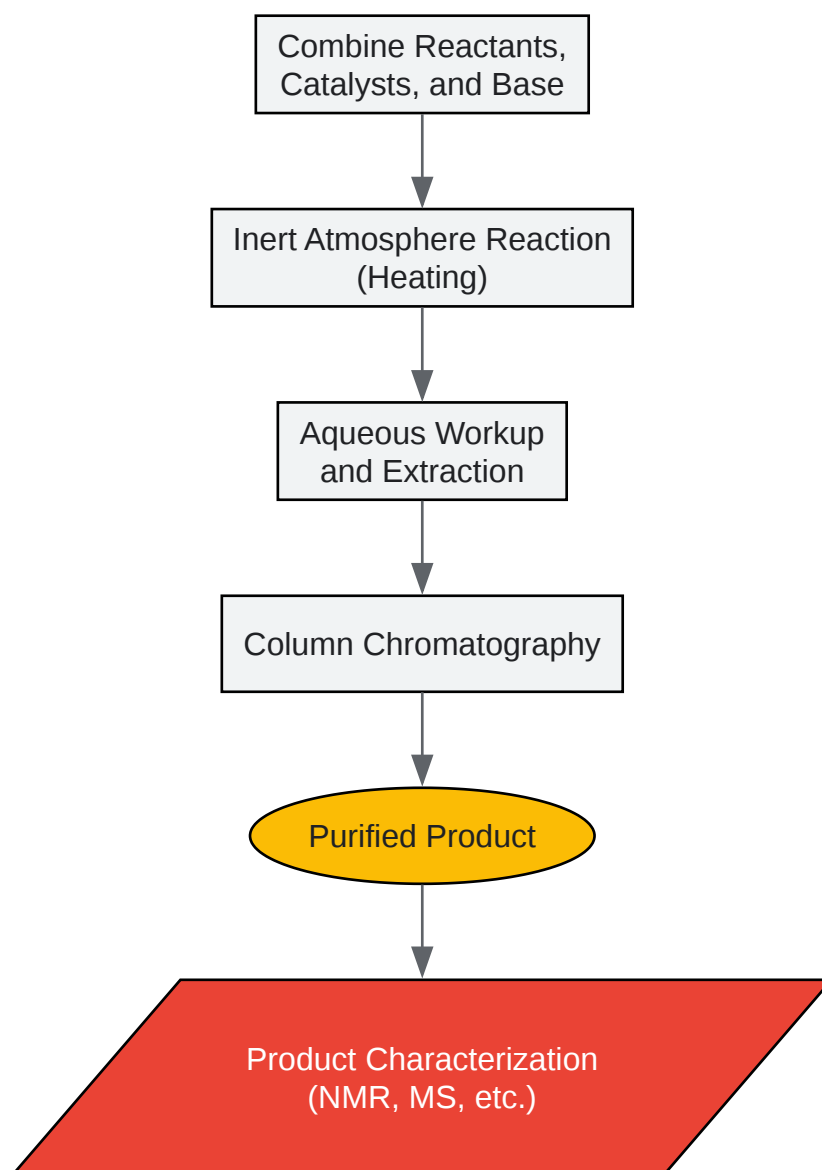 Combine Reactants,
Catalysts, and Base
Inert Atmosphere Reaction
(Heating)
Aqueous Workup
and Extraction
Column Chromatography
Purified Product
Product Characterization
(NMR, MS, etc.)